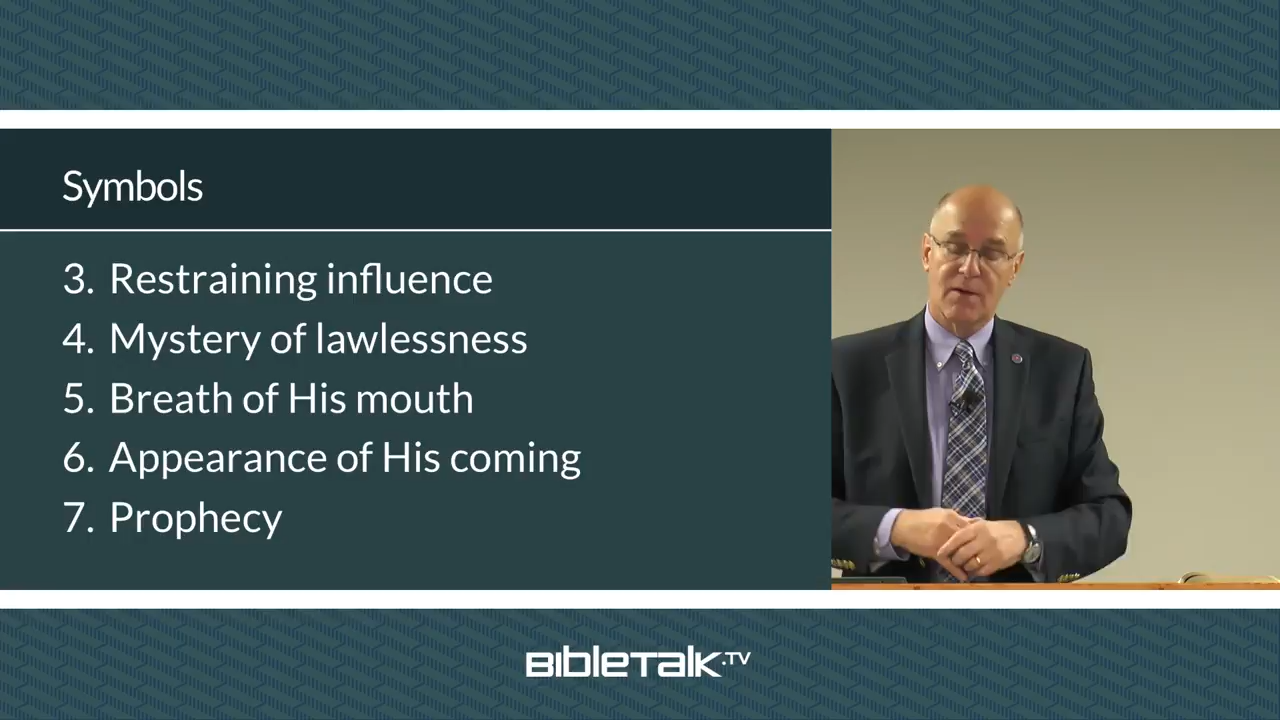 Symbols
3. Restraining influence
4. Mystery of lawlessness
5. Breath of His mouth
6. Appearance of His coming
7. Prophecy
BibleTalk.TV